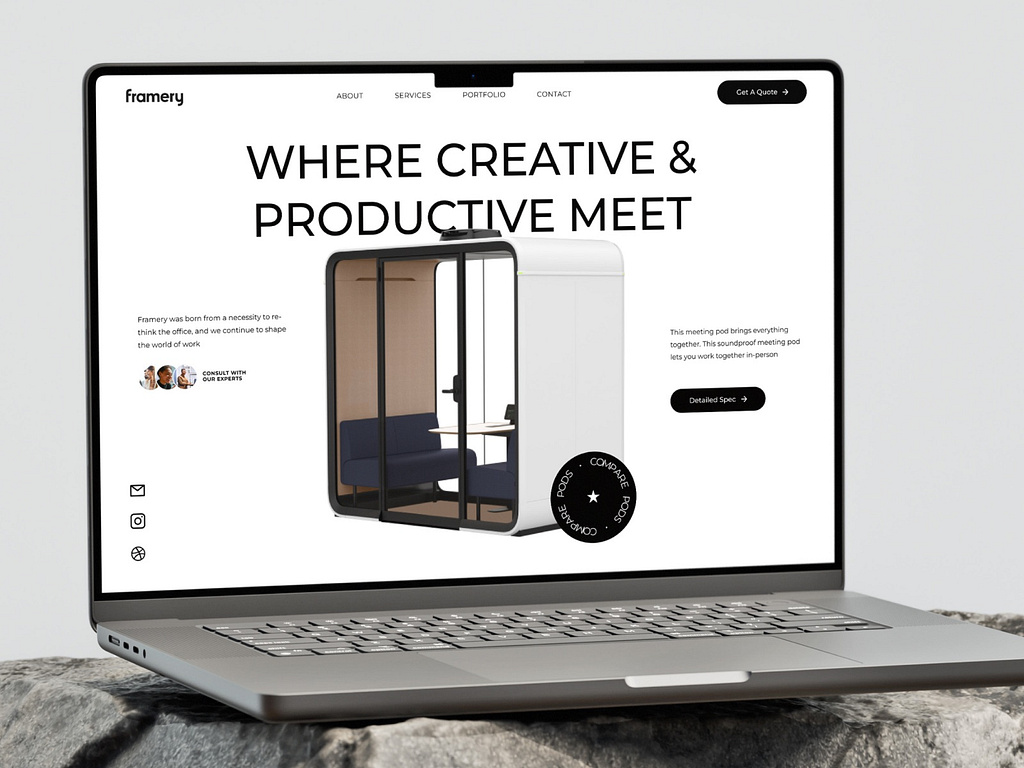 framery
ABOUT
SERVICES
PORTFOLIO
CONTACT
Get A Quote
WHERE CREATIVE &
PRODUCTIVE MEET
Framery was born from a necessity to re-
think the office, and we continue to shape
the world of work
CONSULT WITH
OUR EXPERTS
This meeting pod brings everything
together. This soundproof meeting pod
lets you work together in-person
Detailed Spec
COMPARE PODS · COMPARE PODS ·